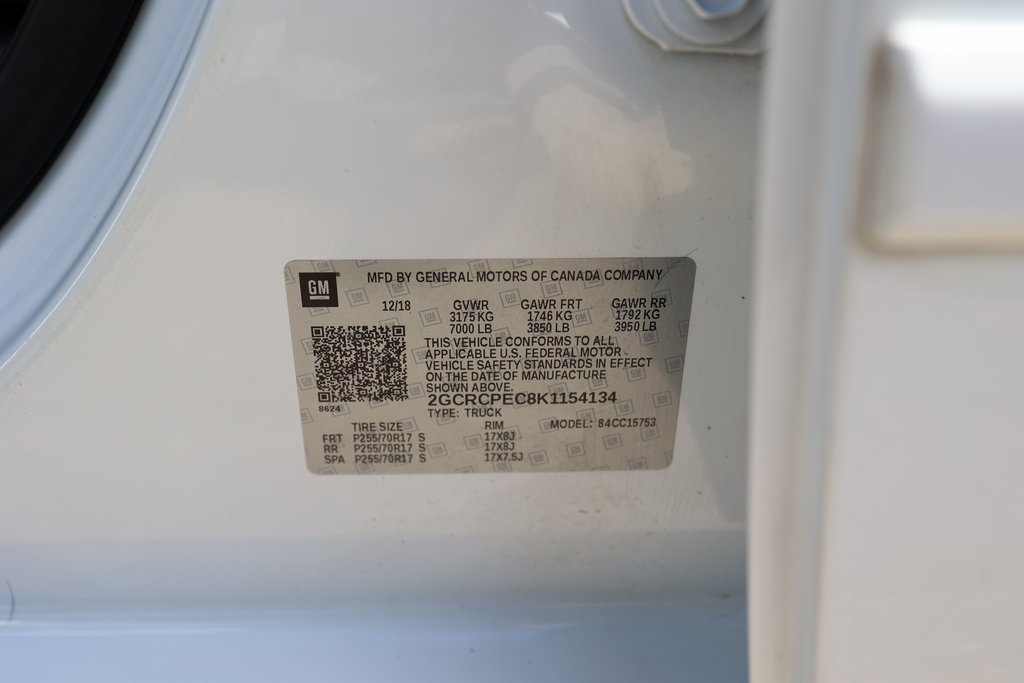 GM
MFD BY GENERAL MOTORS OF CANADA COMPANY
12/18 GVWR GAWR FRT GAWR RR
3175 KG 1746 KG 1792 KG
7000 LB 3850 LB 3950 LB
THIS VEHICLE CONFORMS TO ALL
APPLICABLE U.S. FEDERAL MOTOR
VEHICLE SAFETY STANDARDS IN EFFECT
ON THE DATE OF MANUFACTURE
SHOWN ABOVE.
8624
2GCRCPEC8K1154134
TYPE: TRUCK
MODEL: 84CC15753
TIRE SIZE RIM
FRT P255/70R17 S 17X8J
RR P255/70R17 S 17X8J
SPA P255/70R17 S 17X7.5J